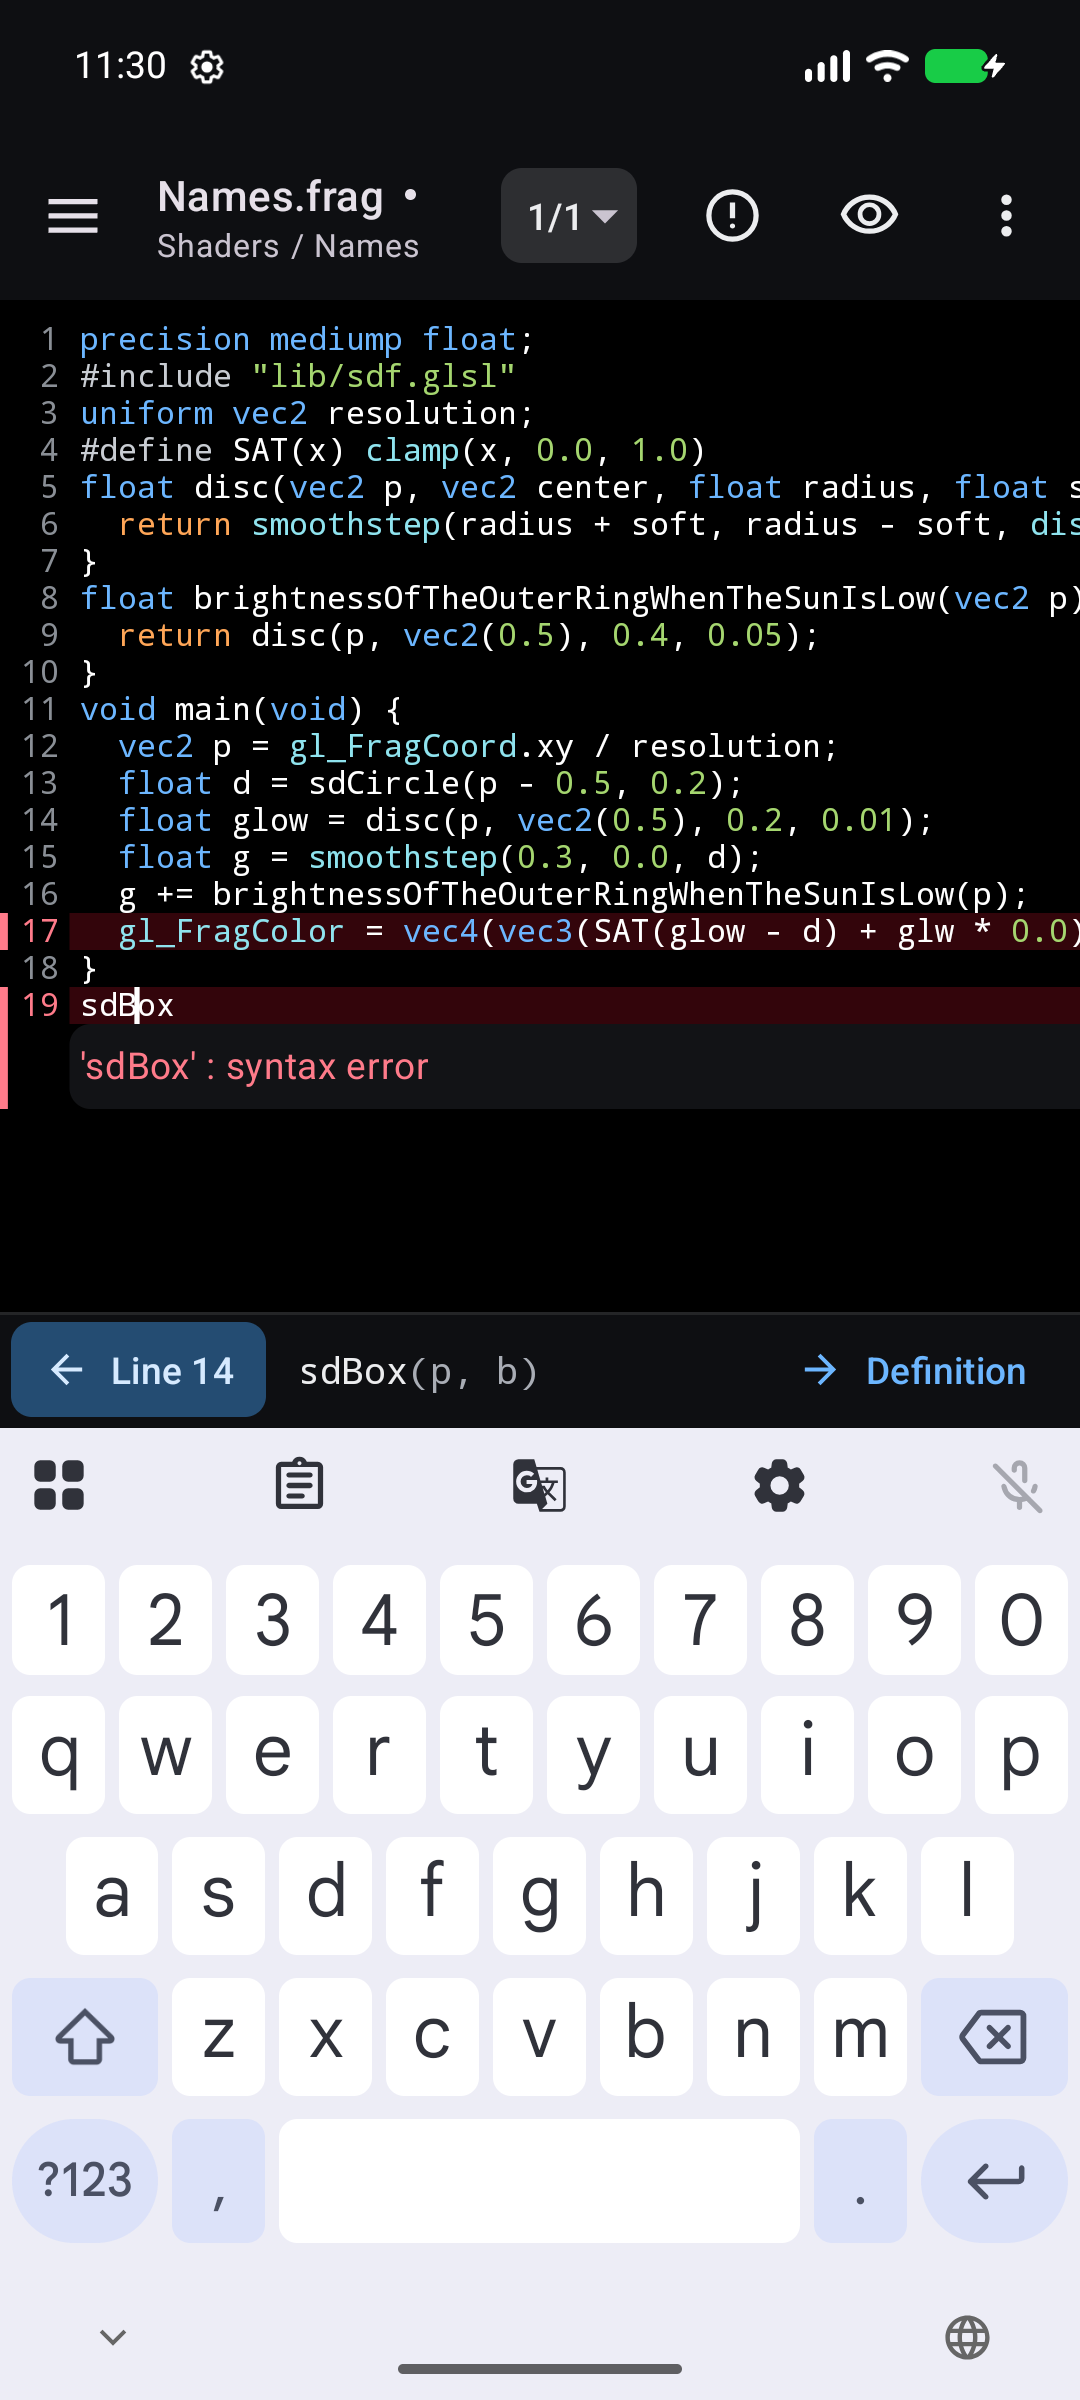 11:30
Names.frag •
Shaders / Names
1/1
1 precision mediump float;
2 #include "lib/sdf.glsl"
3 uniform vec2 resolution;
4 #define SAT(x) clamp(x, 0.0, 1.0)
5 float disc(vec2 p, vec2 center, float radius, float s
6   return smoothstep(radius + soft, radius - soft, dis
7 }
8 float brightnessOfTheOuterRingWhenTheSunIsLow(vec2 p)
9   return disc(p, vec2(0.5), 0.4, 0.05);
10 }
11 void main(void) {
12   vec2 p = gl_FragCoord.xy / resolution;
13   float d = sdCircle(p - 0.5, 0.2);
14   float glow = disc(p, vec2(0.5), 0.2, 0.01);
15   float g = smoothstep(0.3, 0.0, d);
16   g += brightnessOfTheOuterRingWhenTheSunIsLow(p);
17   gl_FragColor = vec4(vec3(SAT(glow - d) + glw * 0.0)
18 }
19 sdBox
'sdBox' : syntax error
← Line 14 sdBox(p, b) → Definition
1 2 3 4 5 6 7 8 9 0
q w e r t y u i o p
a s d f g h j k l
z x c v b n m
?123 , .